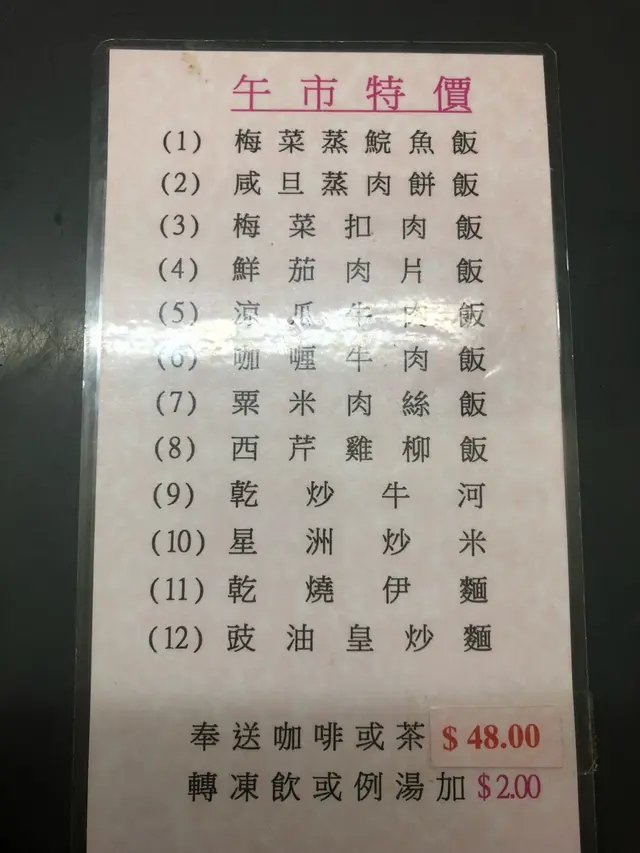 午市特價
(1) 梅菜蒸鯇魚飯
(2) 咸旦蒸肉餅飯
(3) 梅菜扣肉飯
(4) 鮮茄肉片飯
(5) 涼瓜牛肉飯
(6) 咖喱牛肉飯
(7) 粟米肉絲飯
(8) 西芹雞柳飯
(9) 乾炒牛河
(10) 星洲炒米
(11) 乾燒伊麵
(12) 豉油皇炒麵
奉送咖啡或茶 $48.00
轉凍飲或例湯加 $2.00